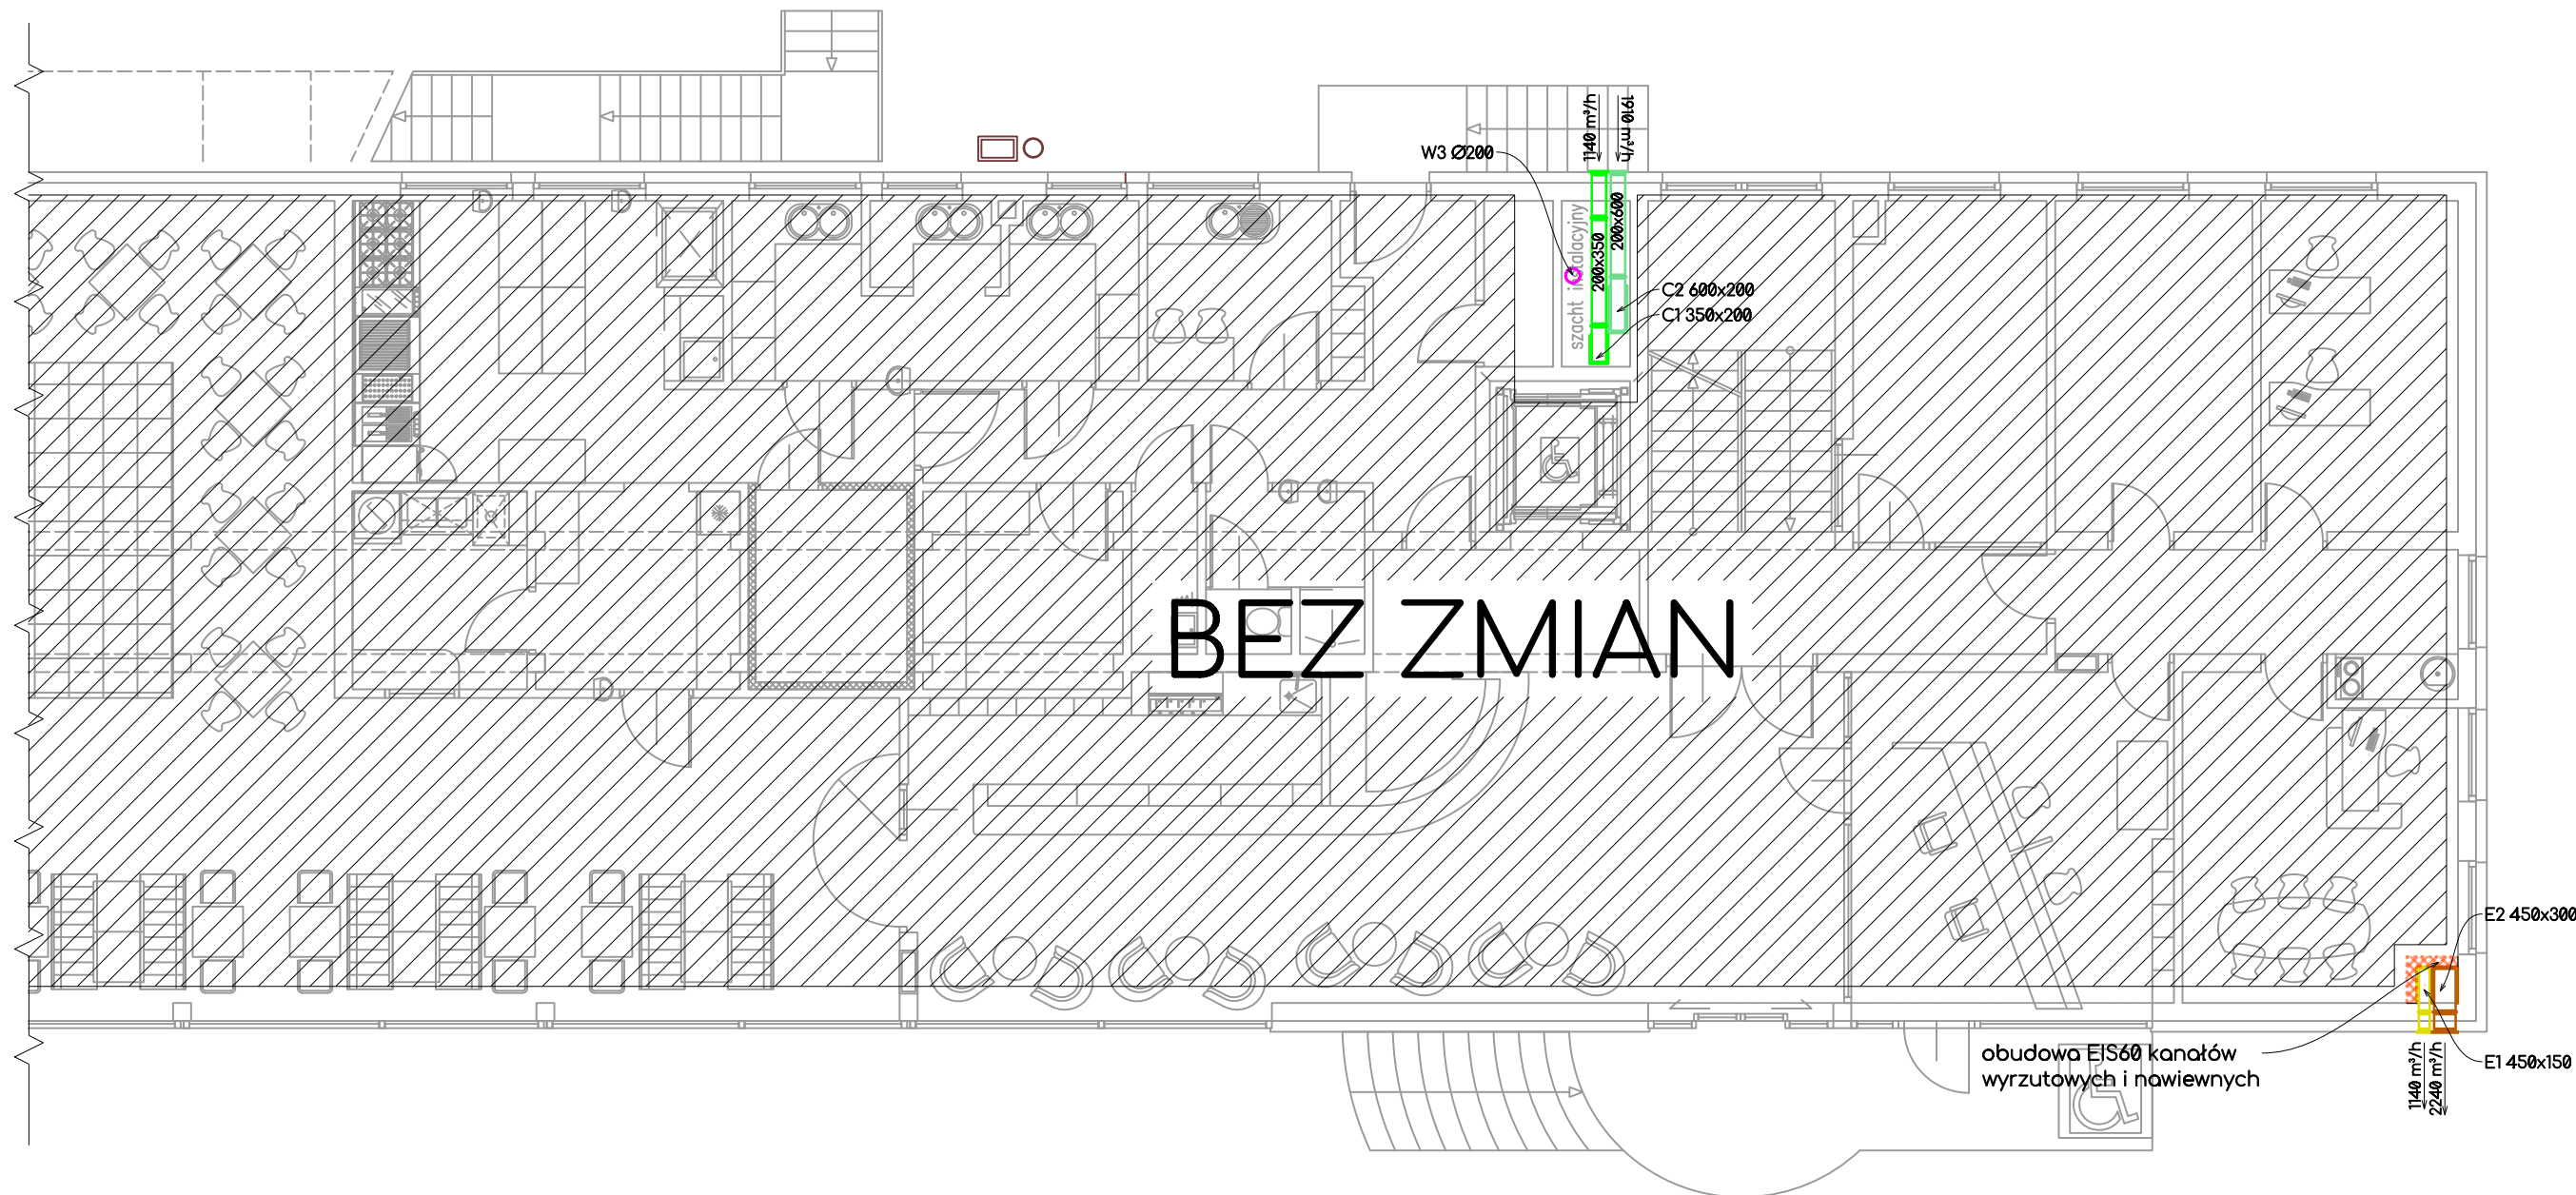 1140 m³/h
1910 m³/h
W3 Ø200
szacht instalacyjny
200x350
200x600
C2 600x200
C1 350x200
BEZ ZMIAN
E2 450x300
obudowa EIS60 kanałów
wyrzutowych i nawiewnych
E1 450x150
1140 m³/h
2240 m³/h